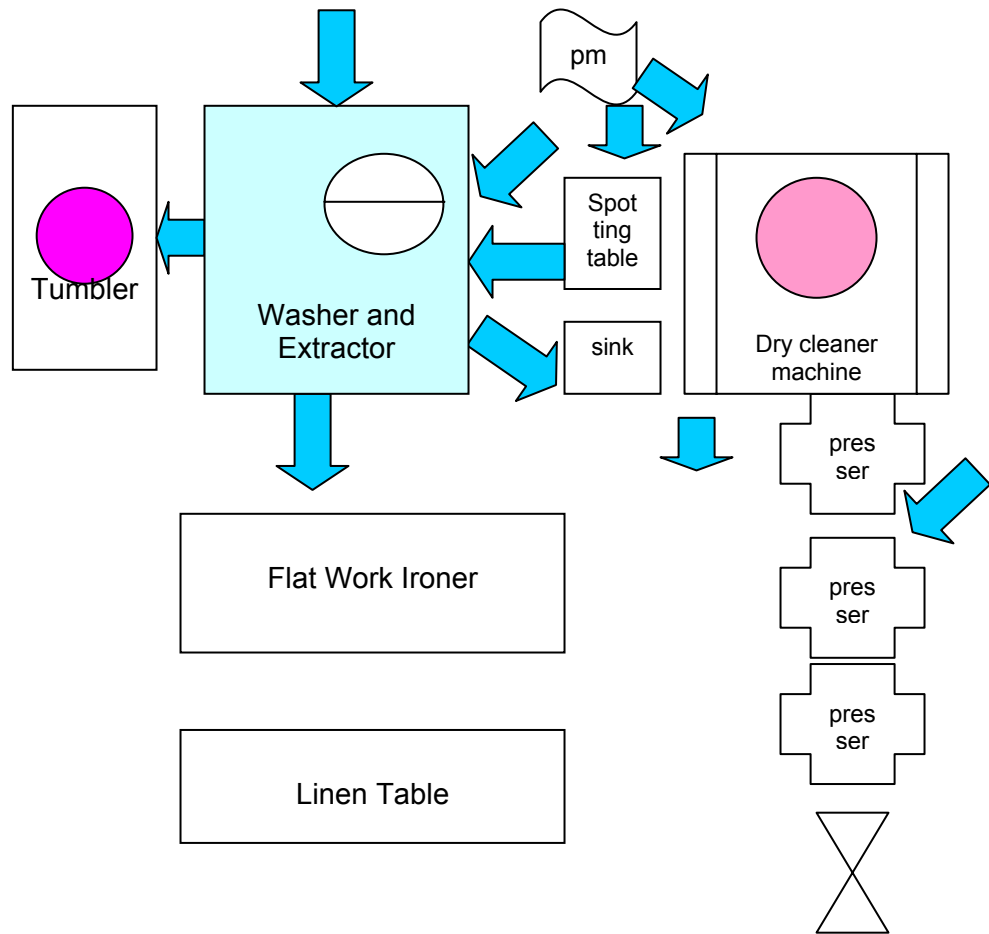 pm
Spot
ting
table
Tumbler
Washer and
Extractor
sink
Dry cleaner
machine
pres
ser
Flat Work Ironer
pres
ser
pres
ser
Linen Table